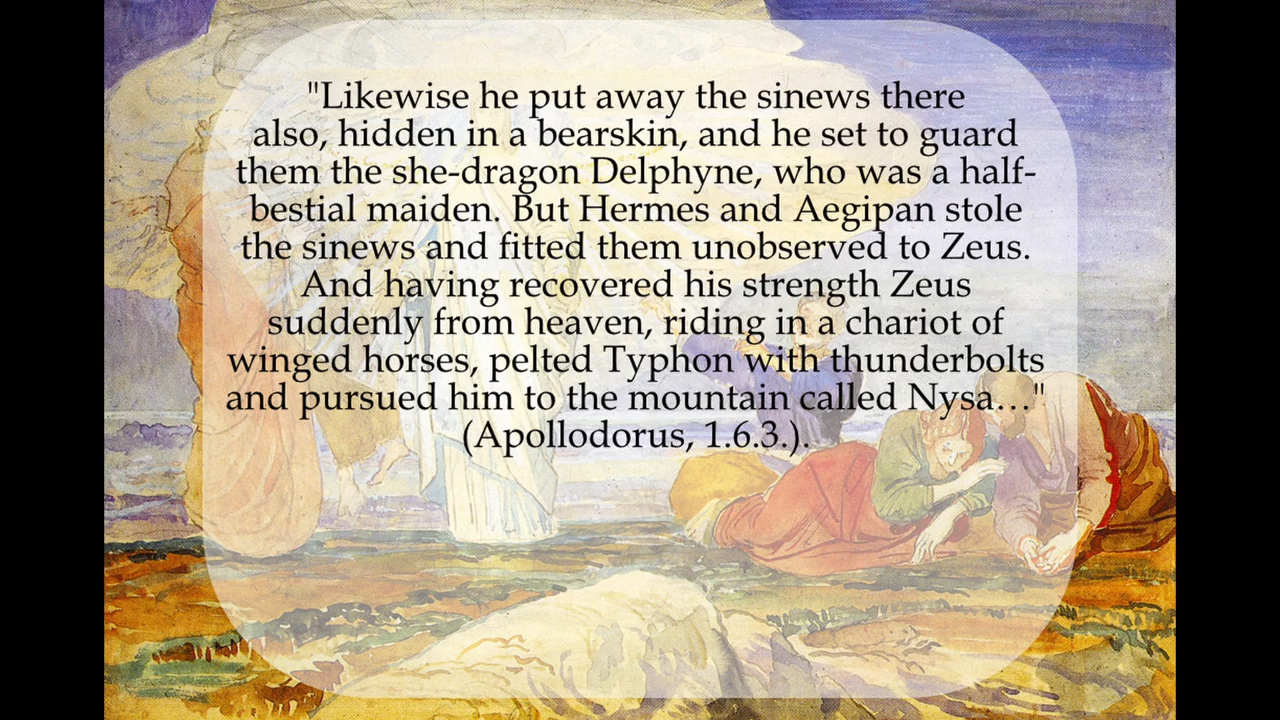 "Likewise he put away the sinews there
also, hidden in a bearskin, and he set to guard
them the she-dragon Delphyne, who was a half-
bestial maiden. But Hermes and Aegipan stole
the sinews and fitted them unobserved to Zeus.
And having recovered his strength Zeus
suddenly from heaven, riding in a chariot of
winged horses, pelted Typhon with thunderbolts
and pursued him to the mountain called Nysa…"
(Apollodorus, 1.6.3.).